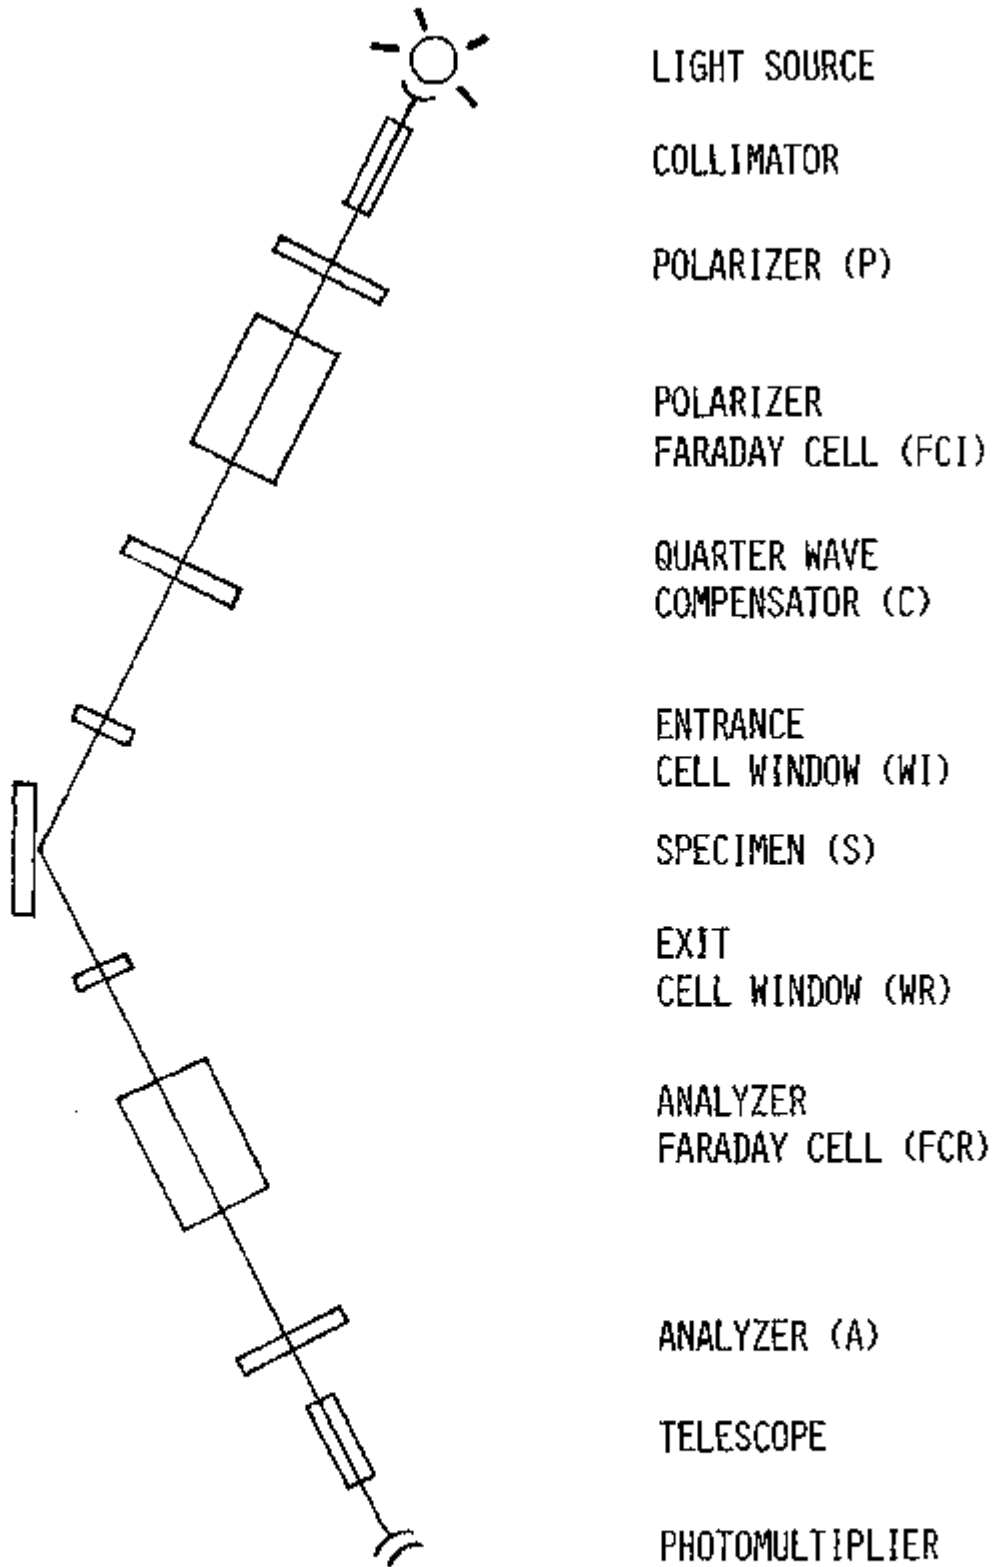 LIGHT SOURCE
COLLIMATOR
POLARIZER (P)
POLARIZER
FARADAY CELL (FCI)
QUARTER WAVE
COMPENSATOR (C)
ENTRANCE
CELL WINDOW (WI)
SPECIMEN (S)
EXIT
CELL WINDOW (WR)
ANALYZER
FARADAY CELL (FCR)
ANALYZER (A)
TELESCOPE
PHOTOMULTIPLIER